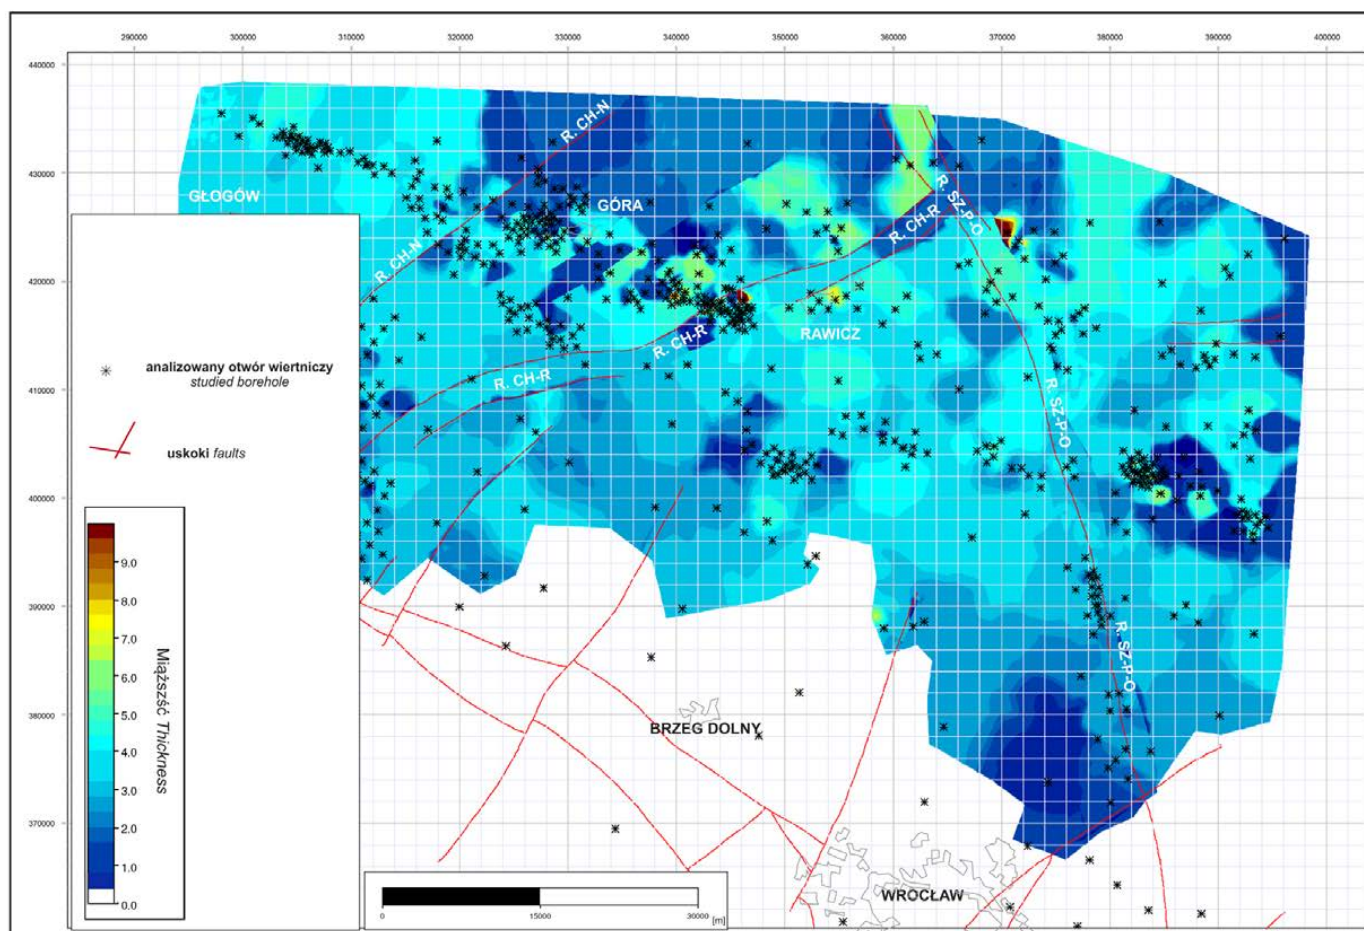 290000 300000 310000 320000 330000 340000 350000 360000 370000 380000 390000 400000
440000
430000
420000
410000
400000
390000
380000
370000
R. CH-N
GŁOGÓW
GÓRA
R. SZ-P-O
R. CH-R
R. CH-N
RAWICZ
R. CH-R
R. CH-R
R. SZ-P-O
R. SZ-P-O
BRZEG DOLNY
WROCŁAW
analizowany otwór wiertniczy
studied borehole
uskoki faults
9.0
8.0
7.0
6.0
5.0
4.0
3.0
2.0
1.0
0.0
Miąższść Thickness
0 15000 30000
[m]